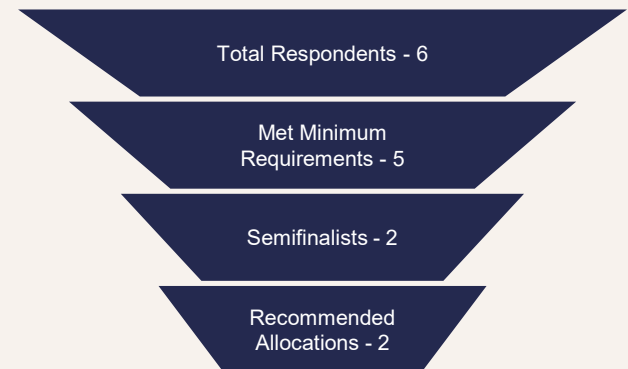 Total Respondents - 6
Met Minimum
Requirements - 5
Semifinalists - 2
Recommended
Allocations - 2